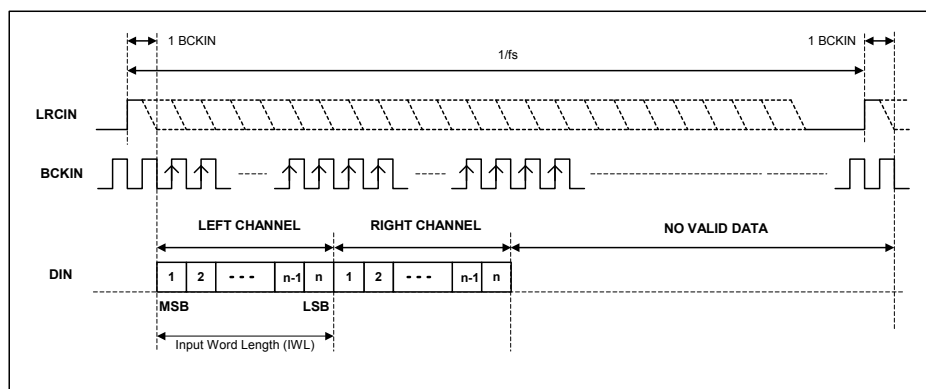 1 BCKIN 1 BCKIN
1/fs
LRCIN
BCKIN
LEFT CHANNEL RIGHT CHANNEL NO VALID DATA
DIN 1 2 - - - n-1 n 1 2 - - - n-1 n
MSB LSB
Input Word Length (IWL)